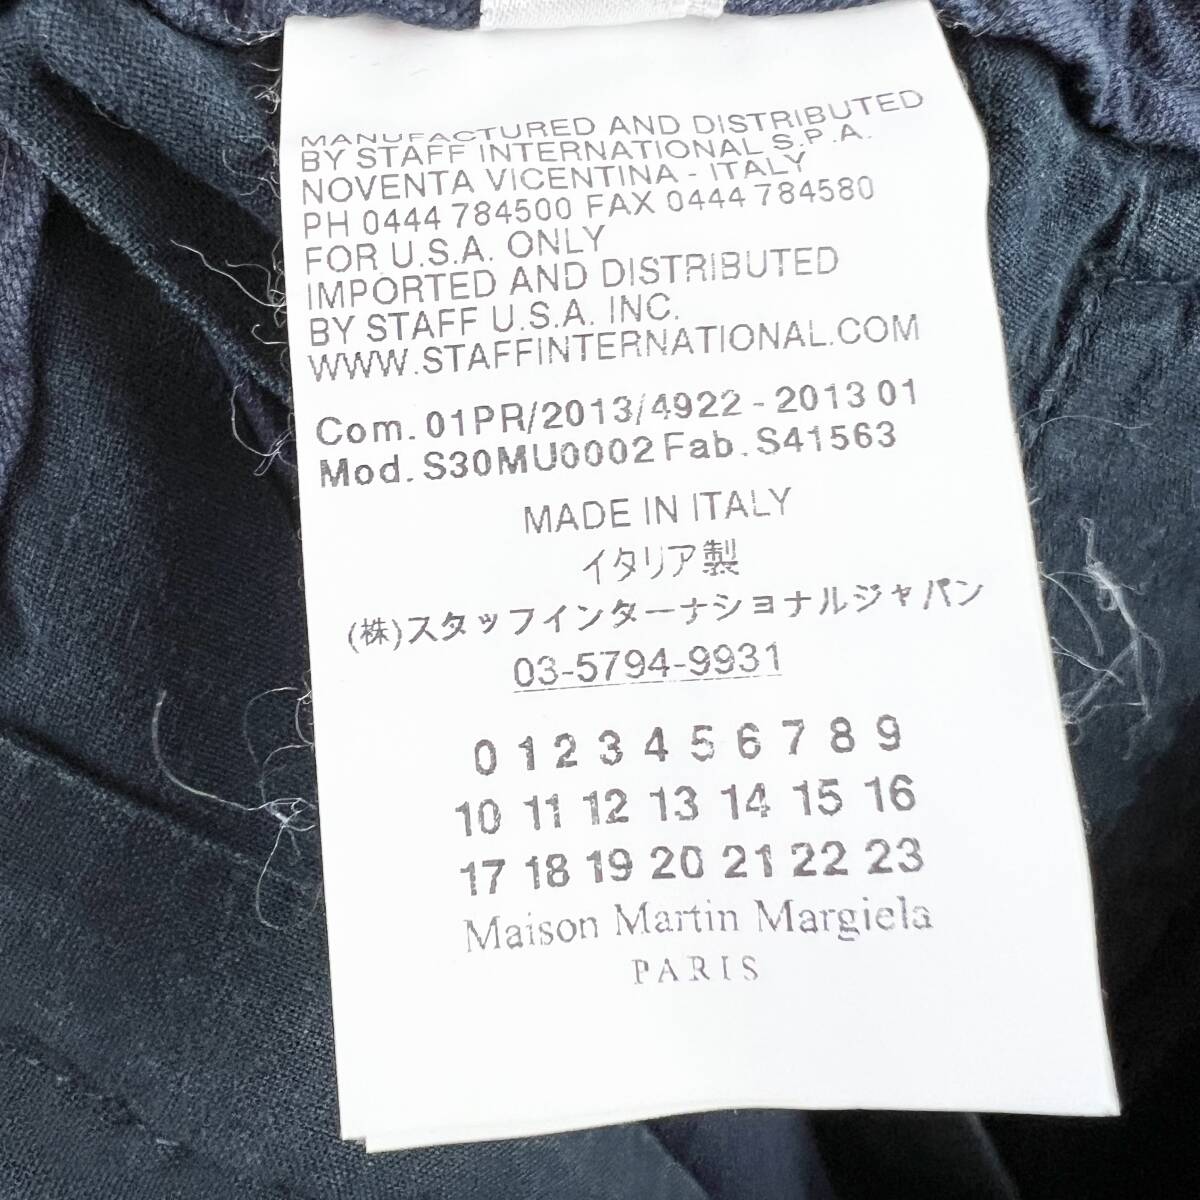 MANUFACTURED AND DISTRIBUTED
BY STAFF INTERNATIONAL S.P.A.
NOVENTA VICENTINA - ITALY
PH 0444 784500 FAX 0444 784580
FOR U.S.A. ONLY
IMPORTED AND DISTRIBUTED
BY STAFF U.S.A. INC.
WWW.STAFFINTERNATIONAL.COM
Com. 01PR/2013/4922 - 2013 01
Mod. S30MU0002 Fab. S41563
MADE IN ITALY
イタリア製
(株)スタッフインターナショナルジャパン
03-5794-9931
0 1 2 3 4 5 6 7 8 9
10 11 12 13 14 15 16
17 18 19 20 21 22 23
Maison Martin Margiela
PARIS